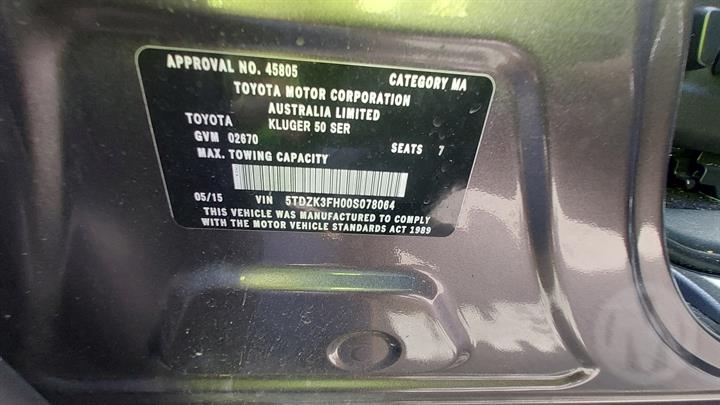 APPROVAL NO. 45805 CATEGORY MA
TOYOTA MOTOR CORPORATION
AUSTRALIA LIMITED
TOYOTA KLUGER 50 SER
GVM 02670 SEATS 7
MAX. TOWING CAPACITY
05/15 VIN 5TDZK3FH00S078064
THIS VEHICLE WAS MANUFACTURED TO COMPLY
WITH THE MOTOR VEHICLE STANDARDS ACT 1989